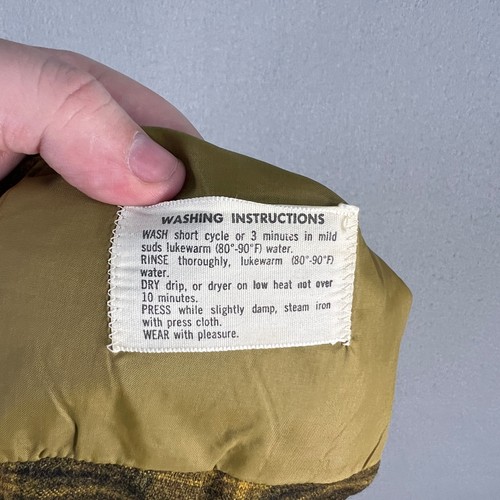 WASHING INSTRUCTIONS
WASH short cycle or 3 minutes in mild
suds lukewarm (80°-90°F) water.
RINSE thoroughly, lukewarm (80°-90°F)
water.
DRY drip, or dryer on low heat not over
10 minutes.
PRESS while slightly damp, steam iron
with press cloth.
WEAR with pleasure.